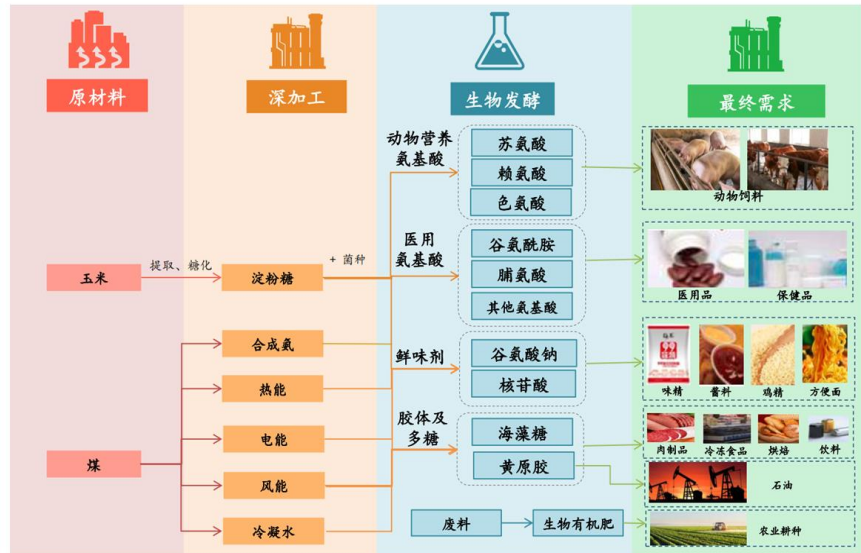 原材料
深加工
生物发酵
最终需求
动物营养
氨基酸
苏氨酸
赖氨酸
色氨酸
动物饲料
医用
氨基酸
谷氨酰胺
脯氨酸
其他氨基酸
医用品
保健品
玉米
提取、糖化
淀粉糖
+ 菌种
合成氨
热能
鲜味剂
谷氨酸钠
核苷酸
味精
酱料
鸡精
方便面
煤
电能
风能
冷凝水
胶体及
多糖
海藻糖
黄原胶
肉制品
冷冻食品
烘焙
饮料
石油
废料
生物有机肥
农业耕种